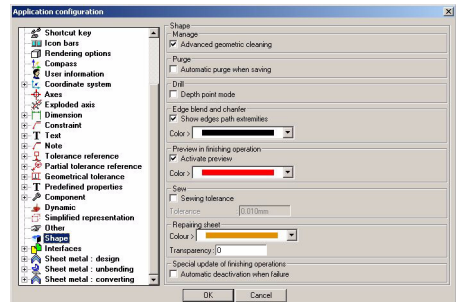 Application configuration
Shortcut key
Icon bars
Rendering options
Compass
User information
Coordinate system
Axes
Exploded axis
Dimension
Constraint
Text
Note
Tolerance reference
Partial tolerance reference
Geometrical tolerance
Predefined properties
Component
Dynamic
Simplified representation
Other
Shape
Interfaces
Sheet metal : design
Sheet metal : unbending
Sheet metal : converting
Shape
Manage
Advanced geometric cleaning
Purge
Automatic purge when saving
Drill
Depth point mode
Edge blend and chamfer
Show edges path extremities
Color >
Preview in finishing operation
Activate preview
Color >
Sew
Sewing tolerance
Tolerance 0.010mm
Repairing sheet
Colour >
Transparency : 0
Special update of finishing operations
Automatic deactivation when failure
OK Cancel